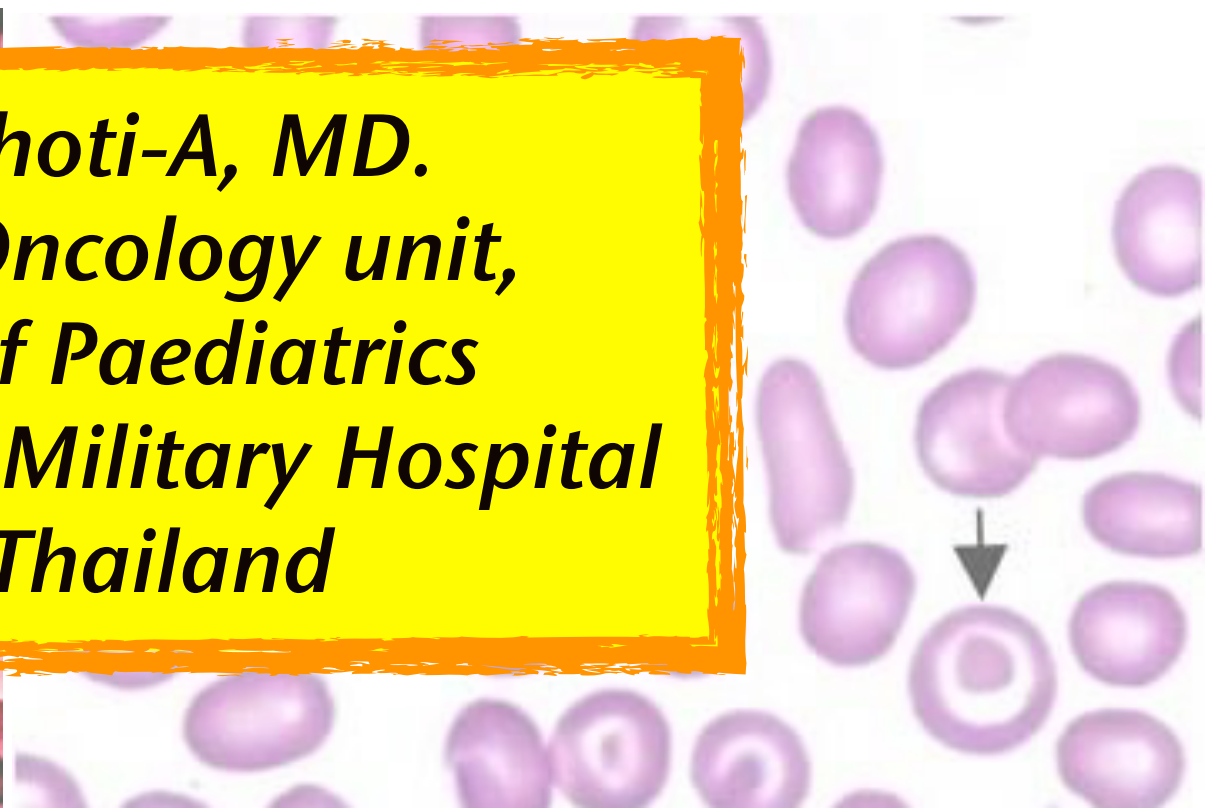 hoti-A, MD.
Oncology unit,
f Paediatrics
Military Hospital
Thailand